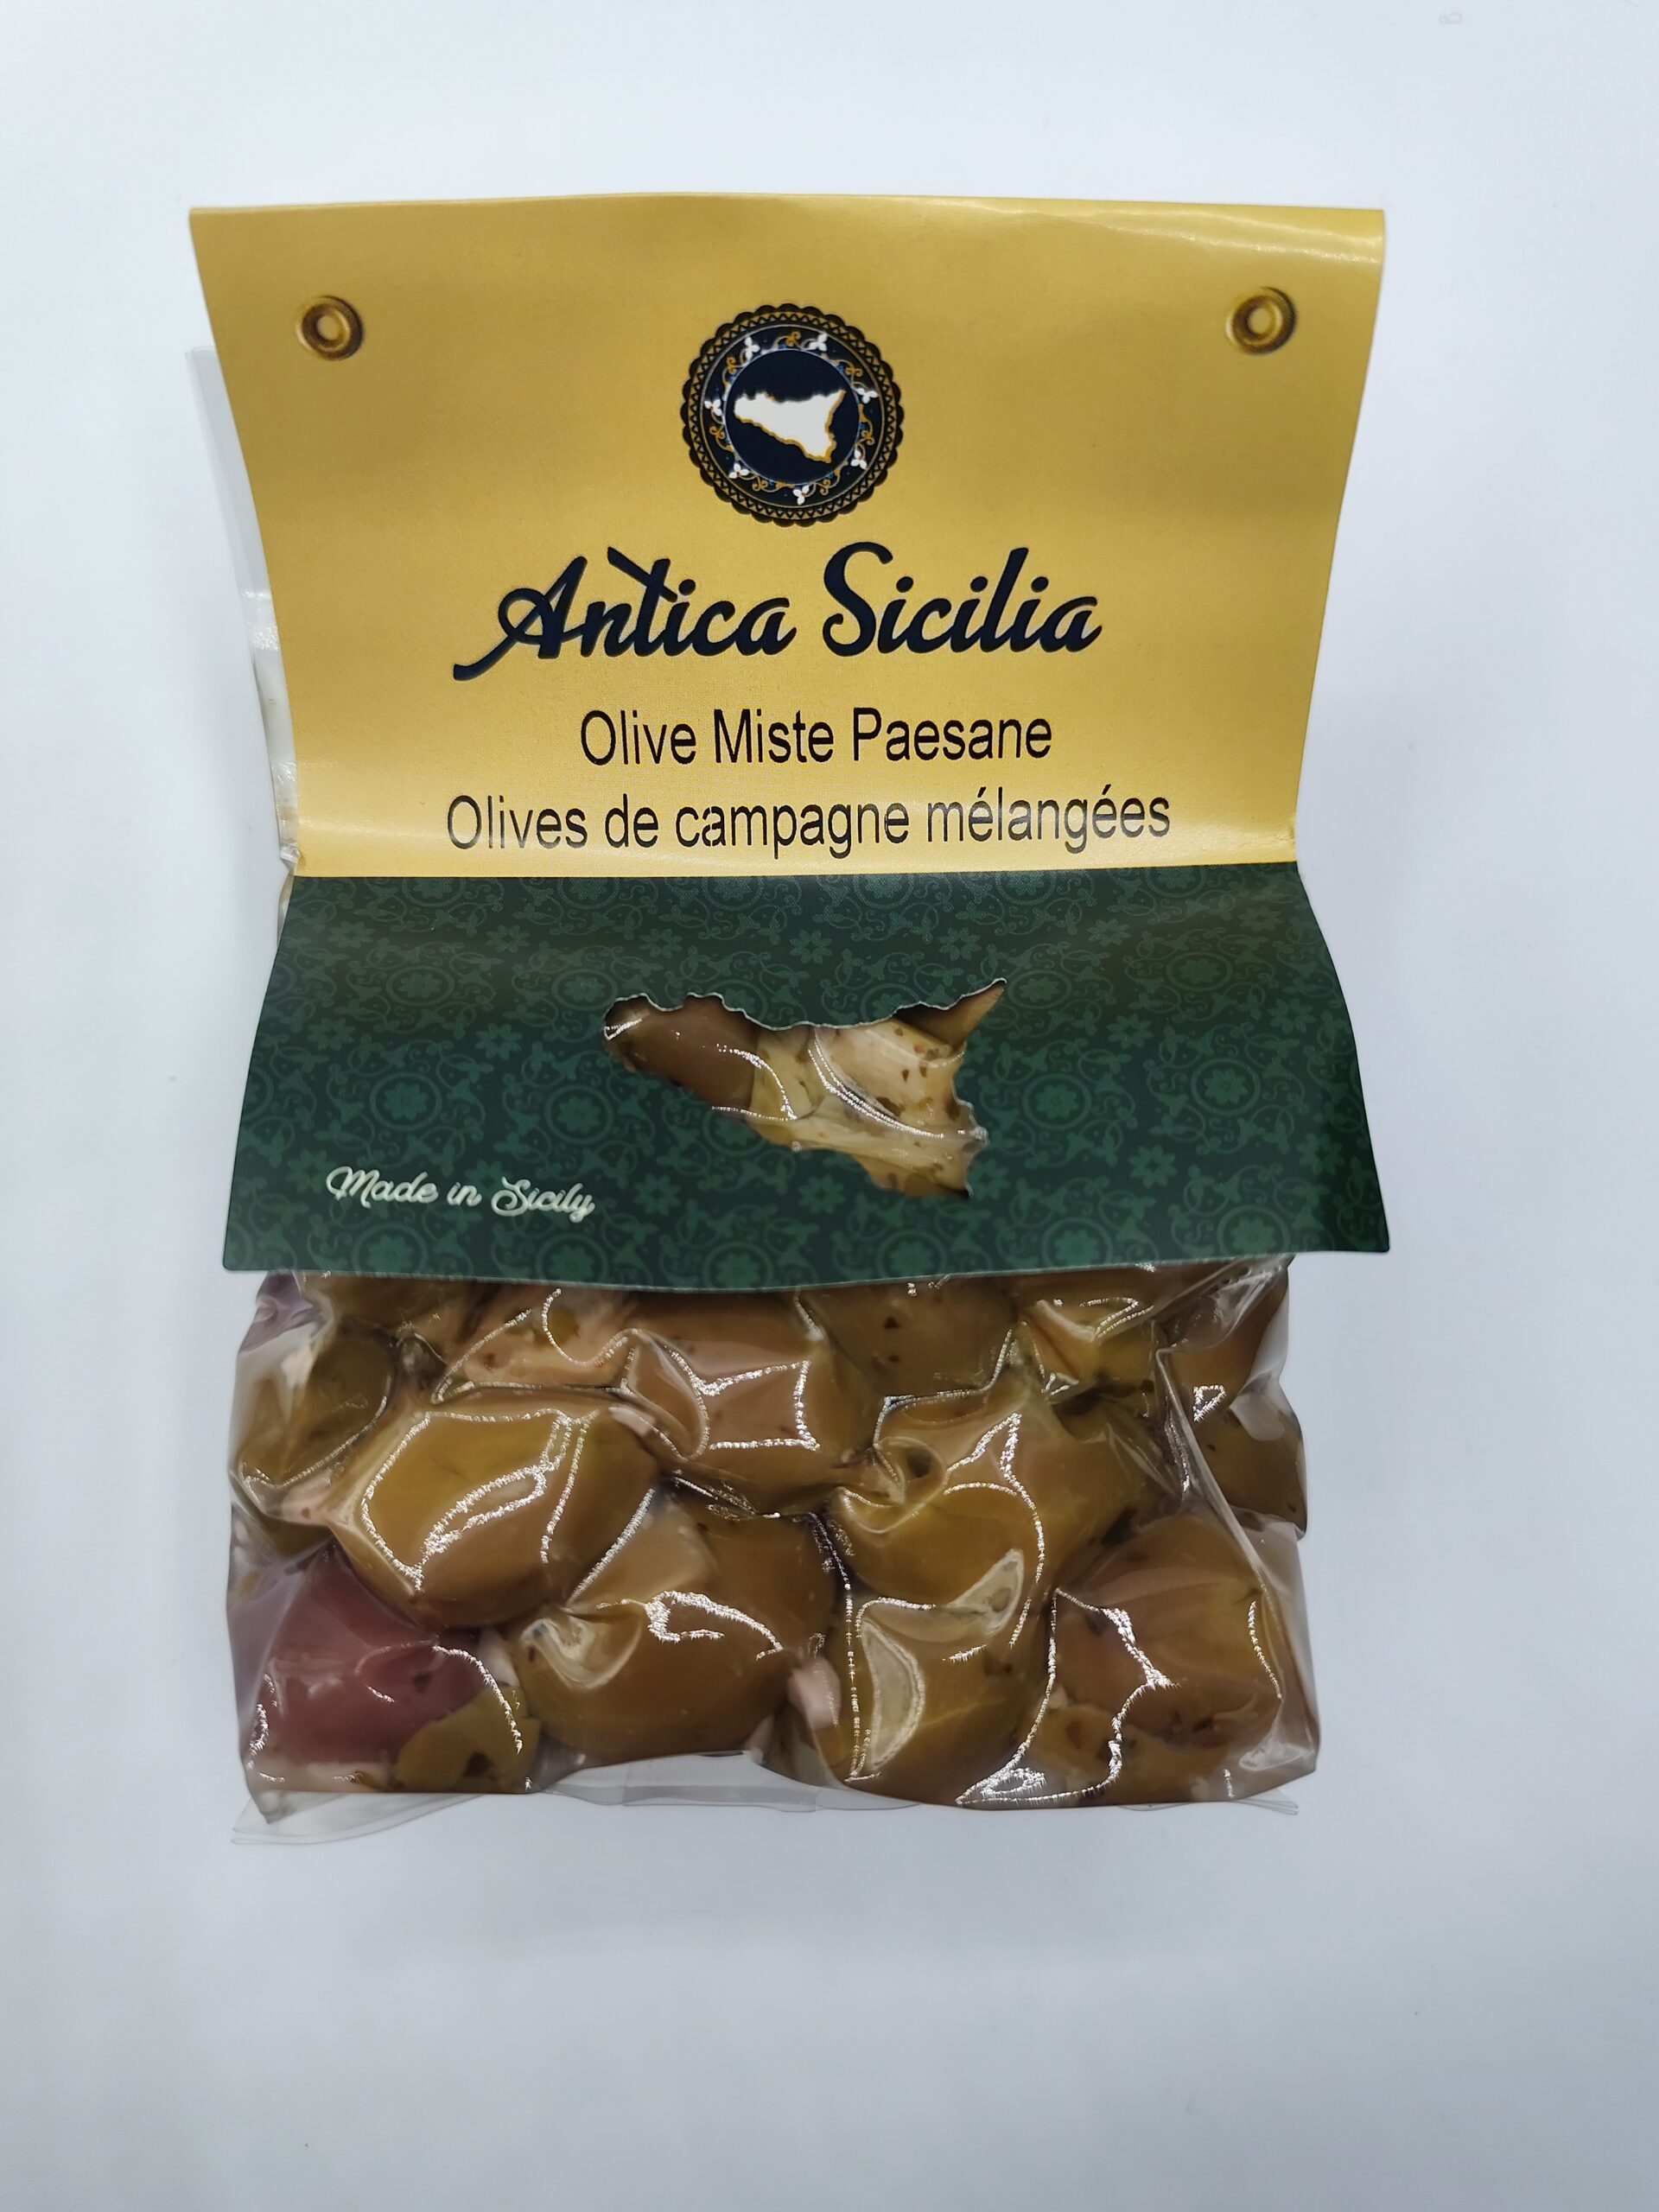 Antica Sicilia
Olive Miste Paesane
Olives de campagne mélangées
Made in Sicily